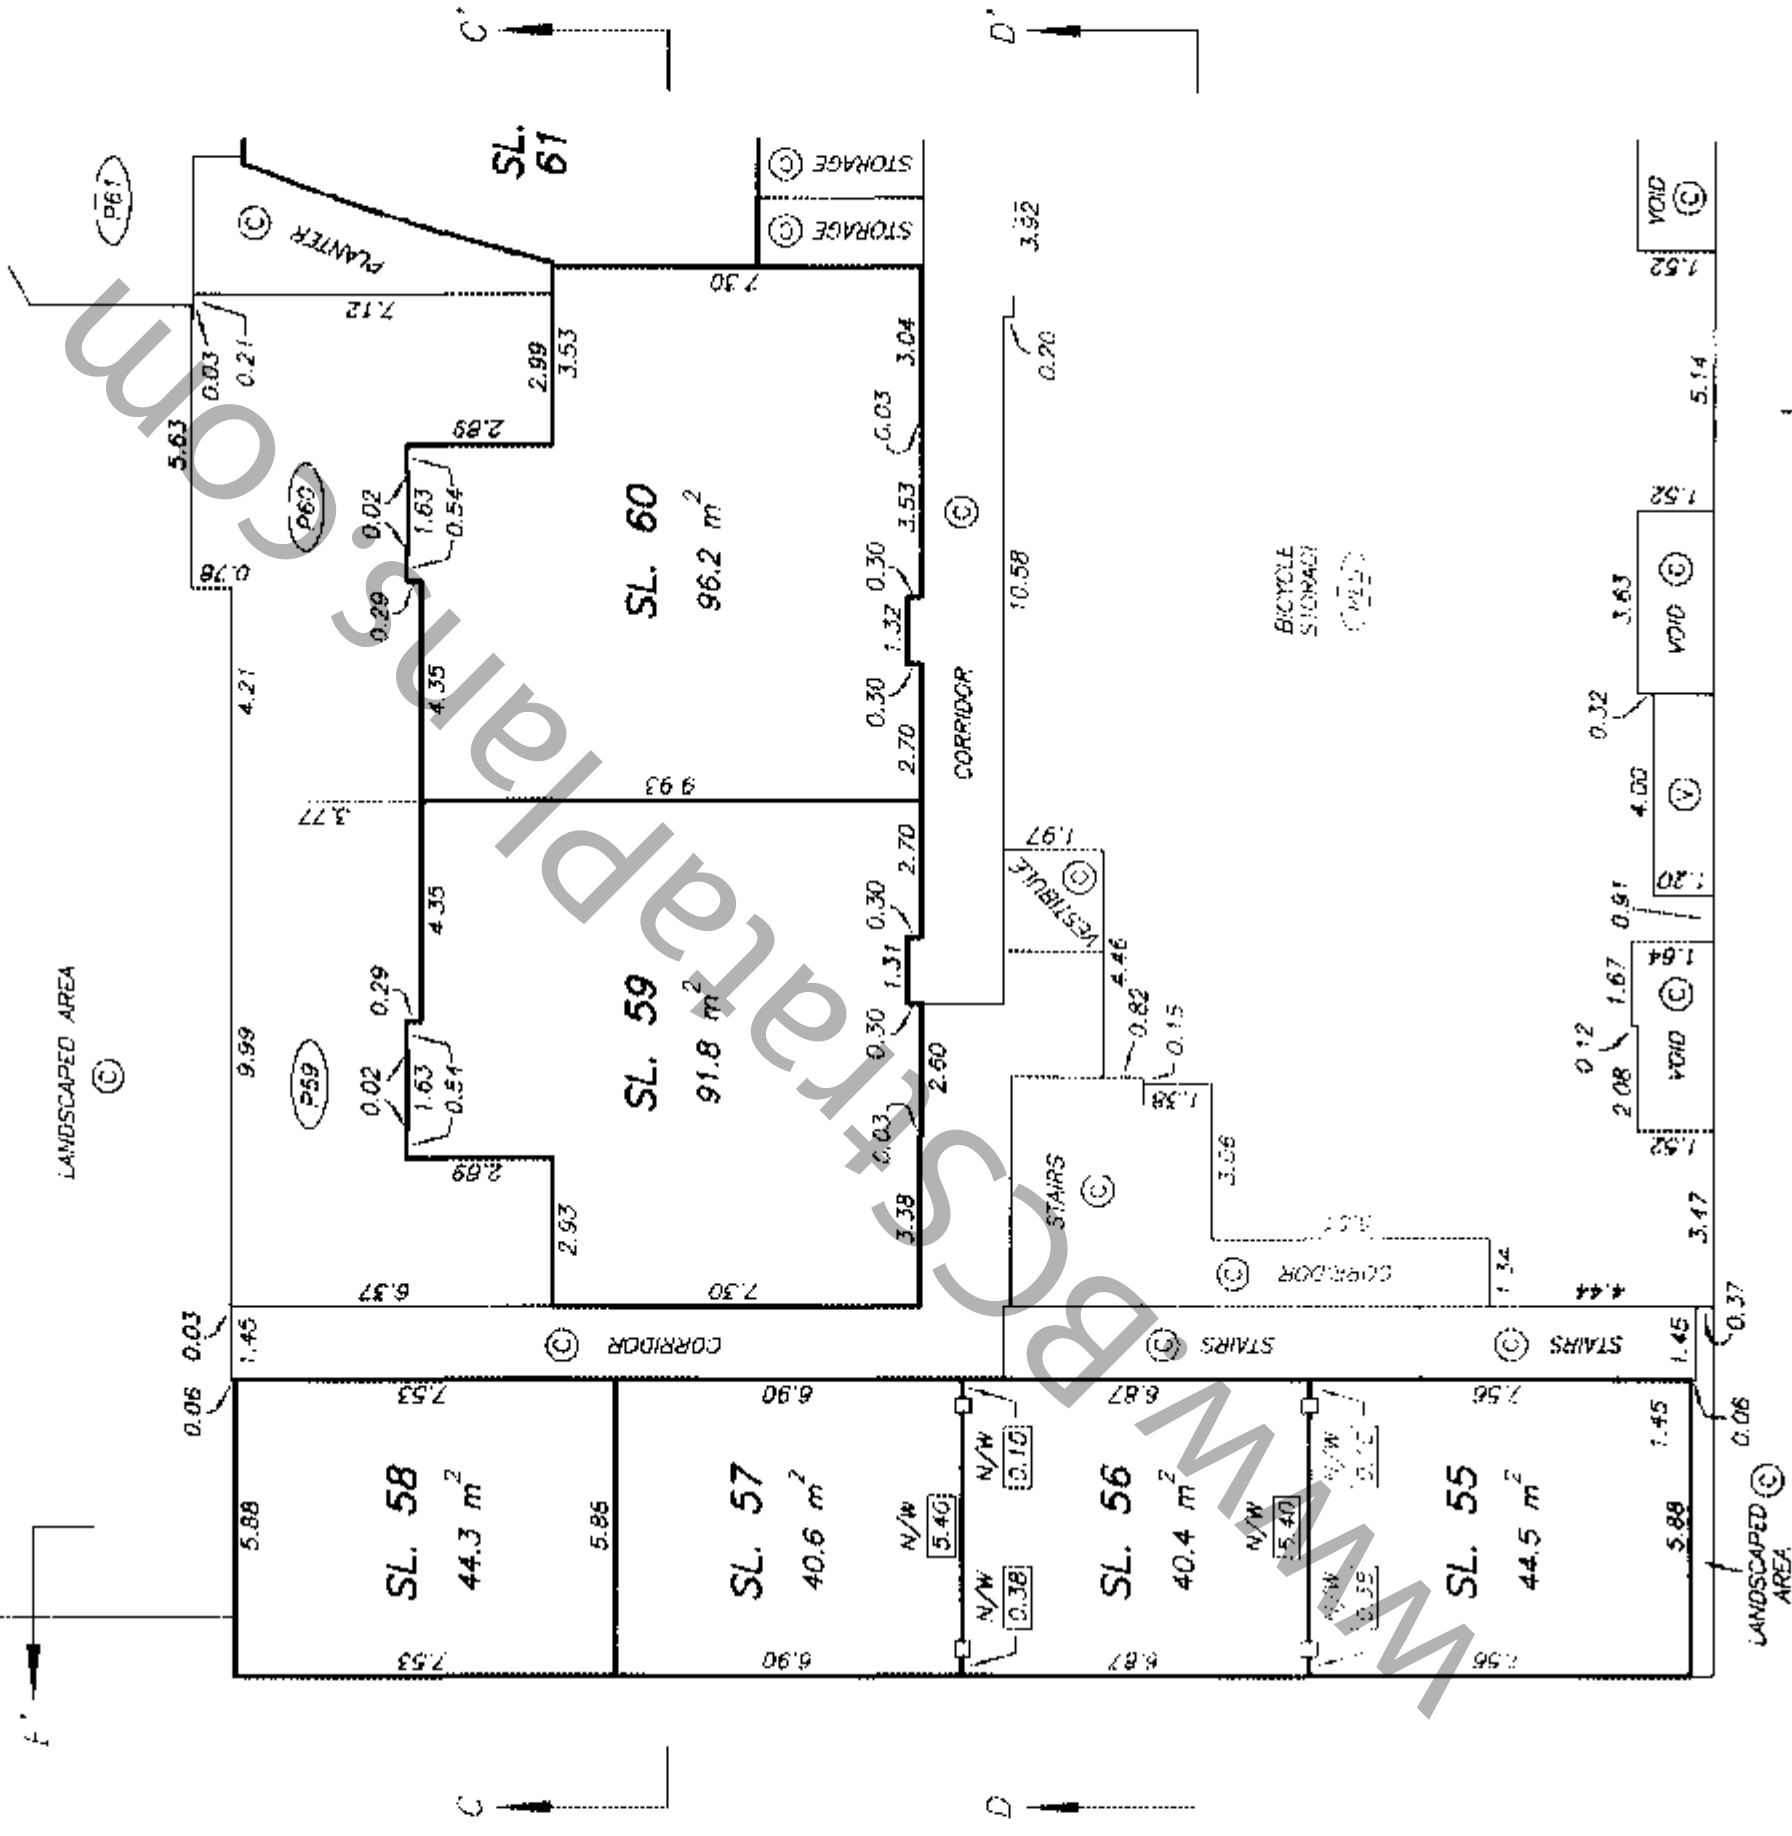 C'
D'
P61
SL.
61
PLANTER
C
STORAGE C
STORAGE C
VOID
C
7.12
0.03
0.21
5.63
0.78
4.21
9.99
7.30
3.92
1.52
2.99
3.53
3.04
0.20
5.14
2.89
P60
0.02
1.63
0.54
0.29
4.35
SL. 60
96.2 m2
0.03
3.53
0.30
1.32
0.30
2.70
C
CORRIDOR
10.58
BICYCLE
1.52
3.63
VOID C
0.32
4.00
V
1.20
0.91
3.77
9.93
LANDSCAPED AREA
C
4.35
0.29
P59
0.02
1.63
0.54
2.89
2.93
SL. 59
91.8 m2
2.70
0.30
1.31
0.30
2.60
0.03
3.38
1.97
VESTIBULE
C
4.46
0.82
0.15
STAIRS
C
3.06
1.64
1.67
0.12
2.08
VOID C
1.52
3.47
6.37
7.30
CORRIDOR C
1.34
4.44
0.37
0.03
1.45
CORRIDOR C
STAIRS C
STAIRS C
1.45
0.06
7.53
6.90
6.87
7.56
1.45
0.06
5.88
SL. 58
44.3 m2
5.86
SL. 57
40.6 m2
N/W
5.40
N/W
0.10
N/W
0.38
SL. 56
40.4 m2
N/W
5.40
N/W
N/W
SL. 55
44.5 m2
5.88
LANDSCAPED C
AREA
7.53
6.90
6.87
7.56
C
D
www.BCStrataPlans.com